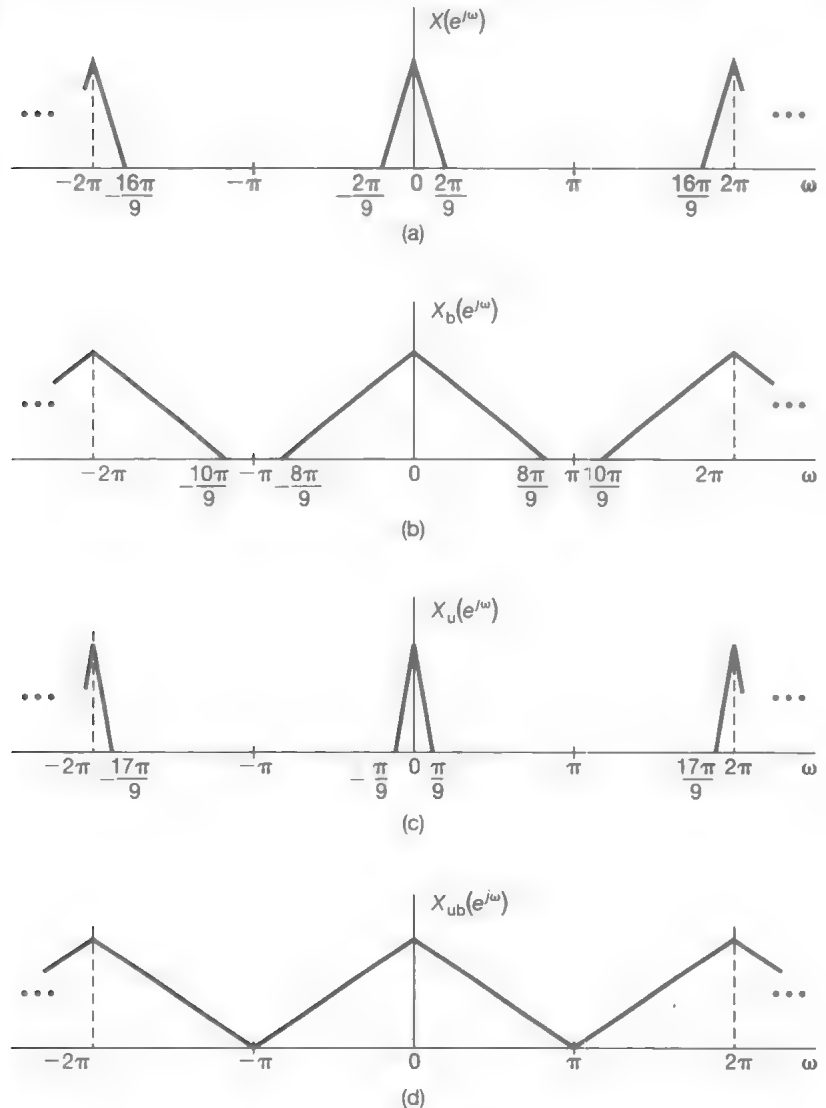 X(e^{jω})
... ...
−2π −16π/9 −π −2π/9 0 2π/9 π 16π/9 2π ω
(a)
X_b(e^{jω})
... ...
−2π −10π/9 −π −8π/9 0 8π/9 π 10π/9 2π ω
(b)
X_u(e^{jω})
... ...
−2π −17π/9 −π −π/9 0 π/9 π 17π/9 2π ω
(c)
X_{ub}(e^{jω})
... ...
−2π −π 0 π 2π ω
(d)